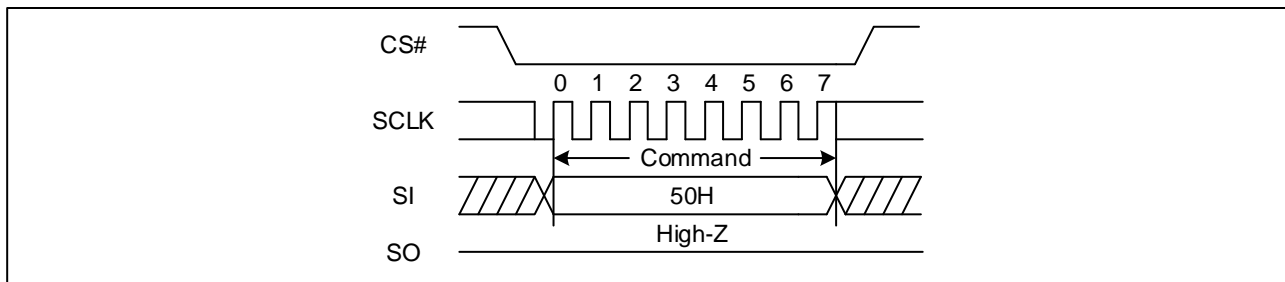 CS#
0 1 2 3 4 5 6 7
SCLK
Command
SI
50H
High-Z
SO